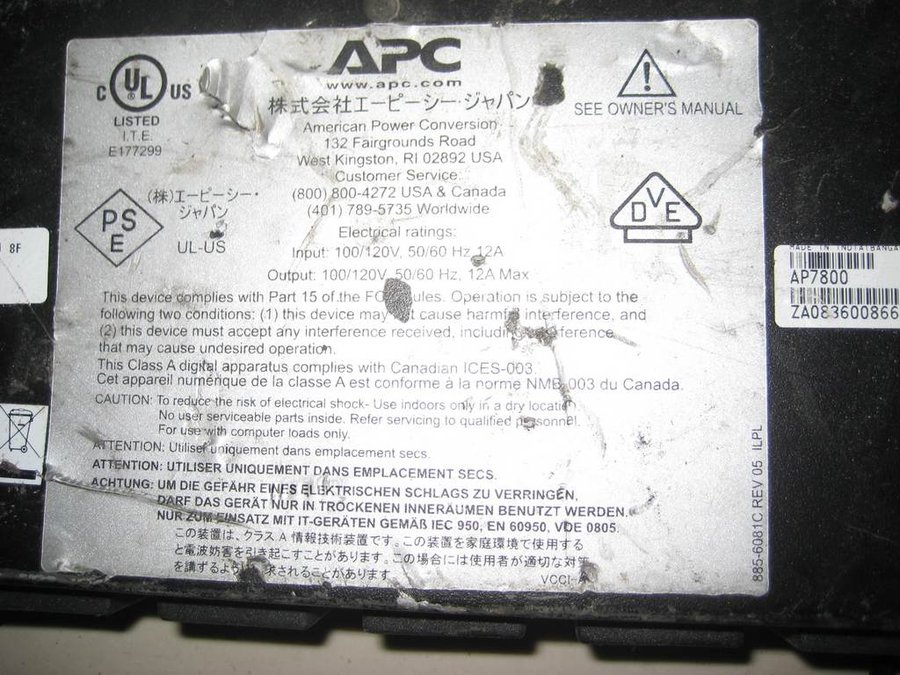 APC
www.apc.com
株式会社エーピーシー・ジャパン
American Power Conversion
132 Fairgrounds Road
West Kingston, RI 02892 USA
Customer Service:
(800) 800-4272 USA & Canada
(401) 789-5735 Worldwide
Electrical ratings:
Input: 100/120V, 50/60 Hz, 12A
Output: 100/120V, 50/60 Hz, 12A Max
C UL US
LISTED
I.T.E.
E177299
PS
E
(株)エーピーシー・
ジャパン
UL-US
SEE OWNER'S MANUAL
DVE
This device complies with Part 15 of the Rules. Operation is subject to the
following two conditions: (1) this device may cause harmful interference, and
(2) this device must accept any interference received, including
that may cause undesired operation.
This Class A digital apparatus complies with Canadian ICES-003.
Cet appareil numérique de la classe A est conforme à la norme NMB-003 du Canada.
CAUTION: To reduce the risk of electrical shock- Use indoors only in a dry location.
No user serviceable parts inside. Refer servicing to qualified personnel.
For use with computer loads only.
ATTENTION: Utiliser uniquement dans emplacement secs.
ATTENTION: UTILISER UNIQUEMENT DANS EMPLACEMENT SECS.
ACHTUNG: UM DIE GEFÄHR EINES ELEKTRISCHEN SCHLAGS ZU VERRINGEN,
DARF DAS GERÄT NUR IN TROCKENEN INNERÄUMEN BENUTZT WERDEN.
NUR ZUM EINSATZ MIT IT-GERÄTEN GEMÄß IEC 950, EN 60950, VDE 0805.
この装置は、クラス A 情報技術装置です。この装置を家庭環境で使用する
と電波妨害を引き起こすことがあります。この場合には使用者が適切な対策
を講ずるよう要求されることがあります
VCCI-A
885-6081C REV 05 ILPL
8F
MADE IN INDIA(BANGA
AP7800
ZA083600866